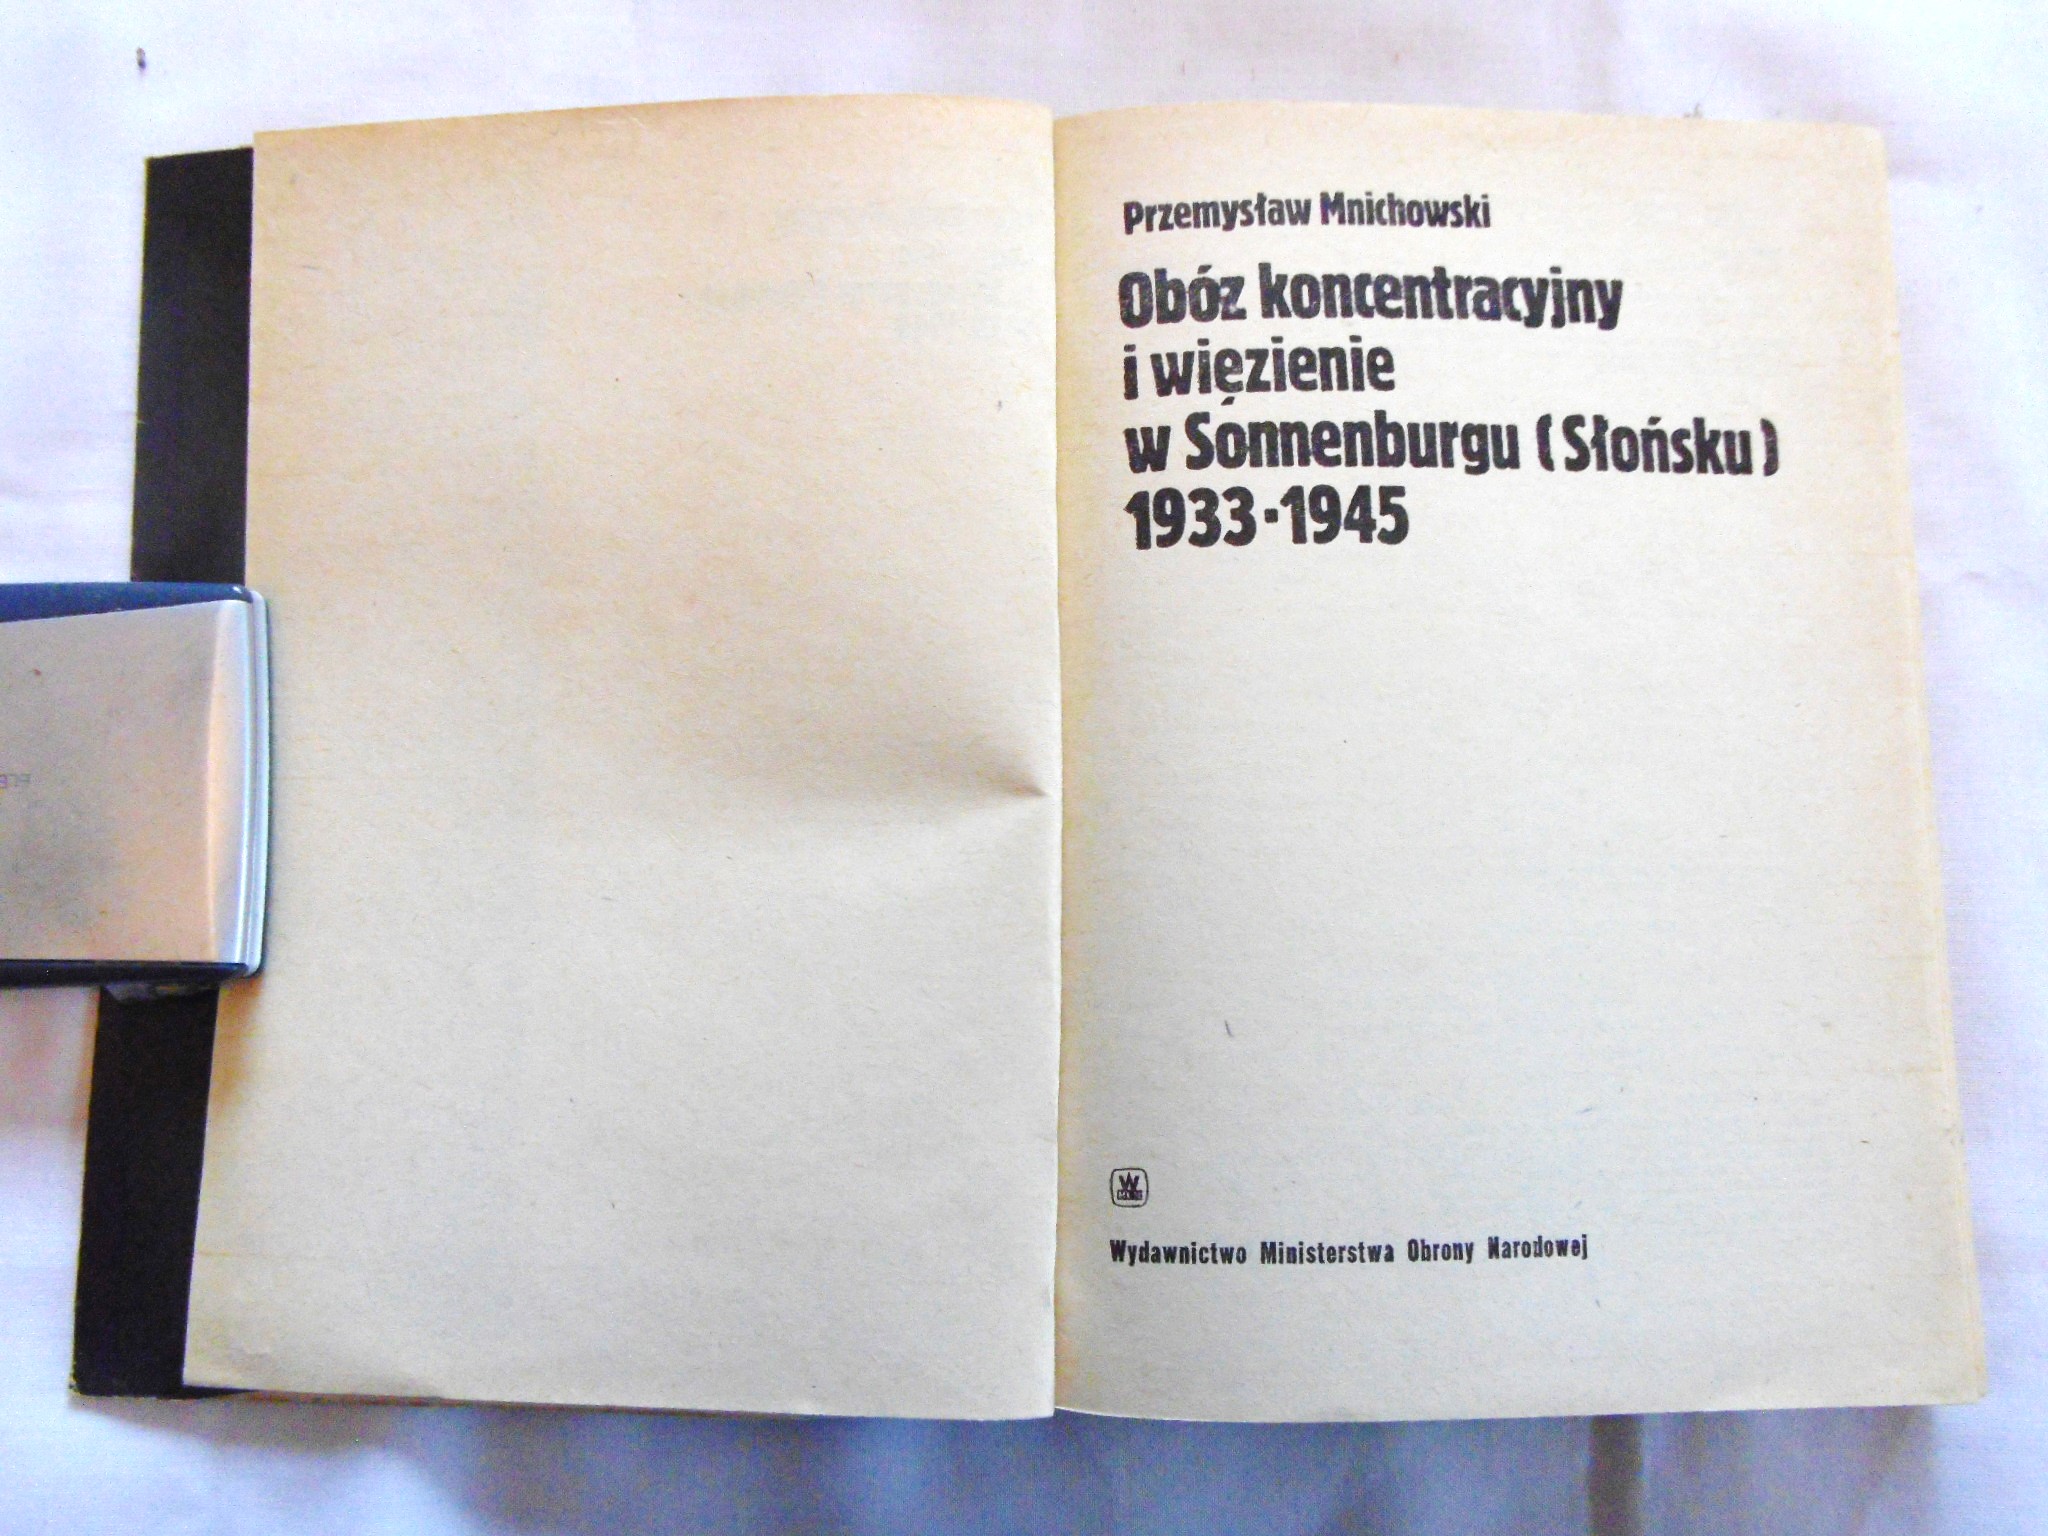 Przemysław Mnichowski
Obóz koncentracyjny
i więzienie
w Sonnenburgu (Słońsku)
1933-1945
W
Wydawnictwo Ministerstwa Obrony Narodowej